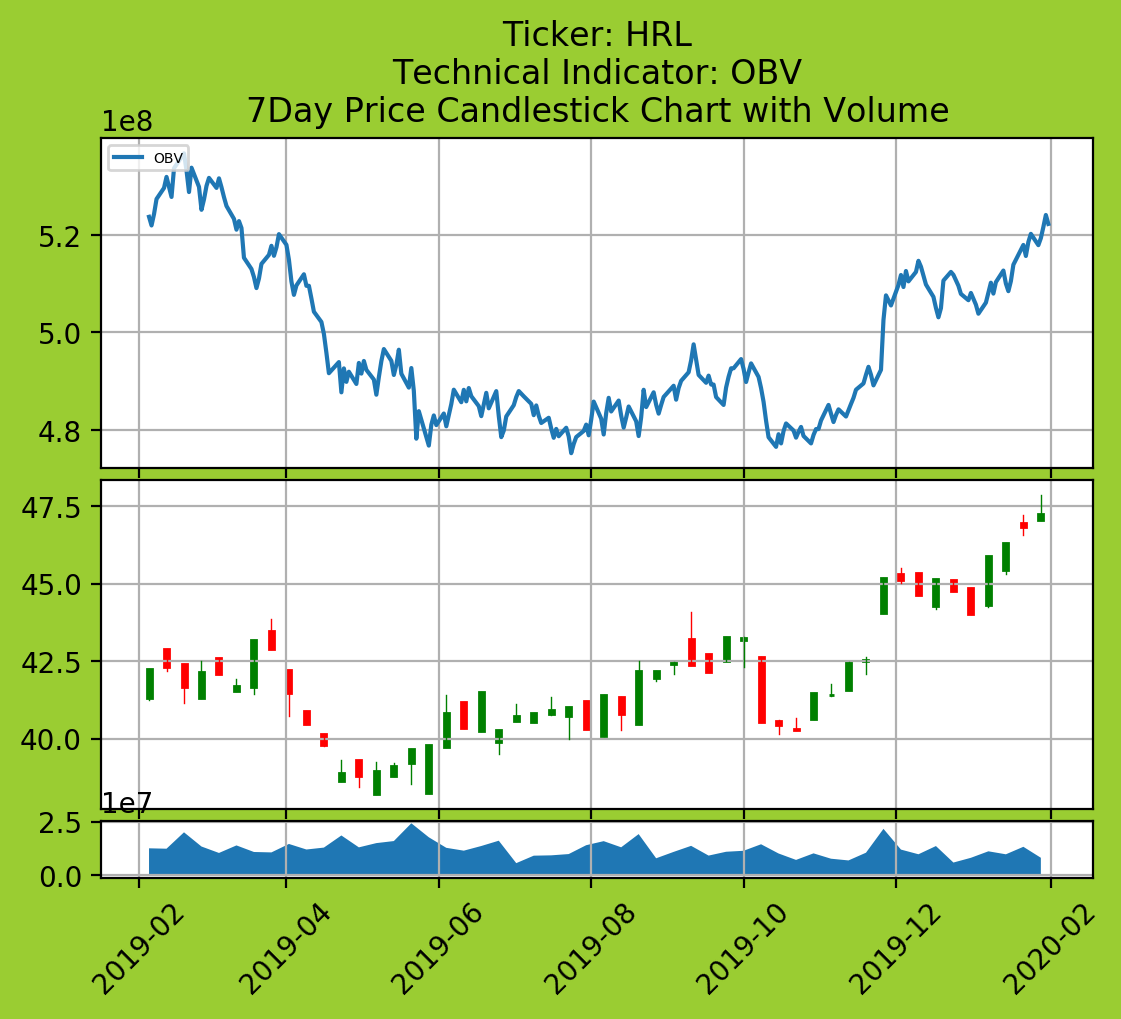 Ticker: HRL
Technical Indicator: OBV
7Day Price Candlestick Chart with Volume
1e8
OBV
5.2
5.0
4.8
47.5
45.0
42.5
40.0
1e7
2.5
0.0
2019-02
2019-04
2019-06
2019-08
2019-10
2019-12
2020-02